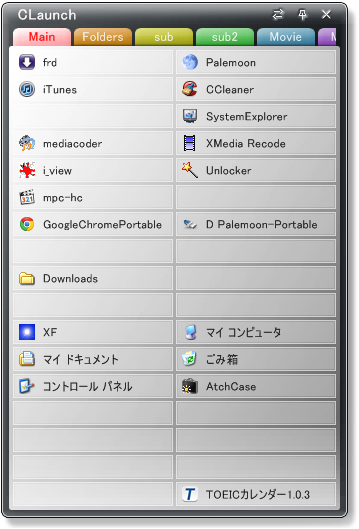 CLaunch
Main Folders sub sub2 Movie
frd Palemoon
iTunes CCleaner
SystemExplorer
mediacoder XMedia Recode
i_view Unlocker
mpc-hc
GoogleChromePortable D Palemoon-Portable
Downloads
XF マイ コンピュータ
マイ ドキュメント ごみ箱
コントロール パネル AtchCase
TOEICカレンダー1.0.3